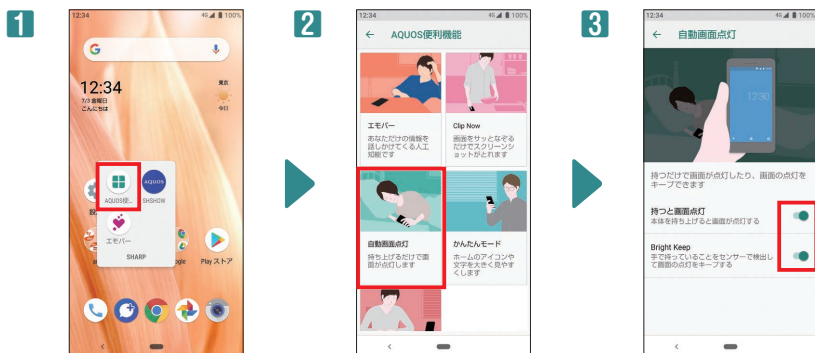 1
12:34
4G 100%
G
12:34
7/3 金曜日
こんにちは
東京
今日
AQUOS便...
AQUOS
SHSHOW
エモパー
SHARP
Play ストア
2
12:34
4G 100%
← AQUOS便利機能
エモパー
あなただけの情報を
話しかけてくる人工
知能です
Clip Now
画面をサッとなぞる
だけでスクリーンシ
ョットがとれます
自動画面点灯
持ち上げるだけで画
面が点灯します
かんたんモード
ホームのアイコンや
文字を大きく見やす
くします
3
12:34
4G 100%
← 自動画面点灯
12:30
持つだけで画面が点灯したり、画面の点灯を
キープできます
持つと画面点灯
本体を持ち上げると画面が点灯する
Bright Keep
手で持っていることをセンサーで検出し
て画面の点灯をキープする